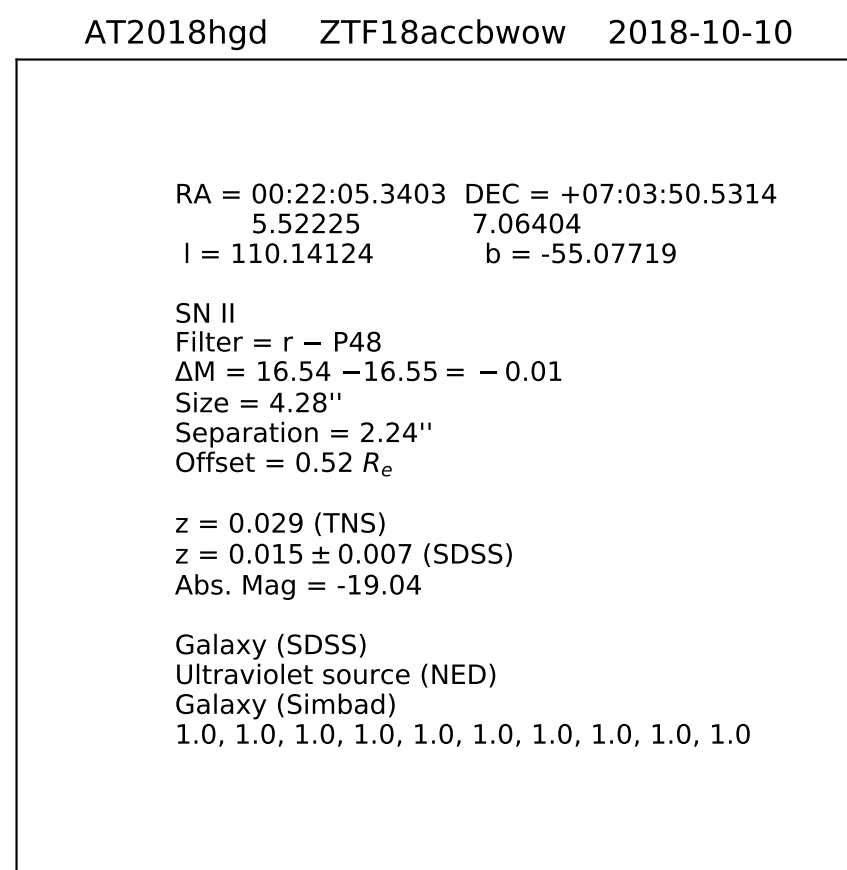 AT2018hgd ZTF18accbwow 2018-10-10
RA = 00:22:05.3403 DEC = +07:03:50.5314
5.52225 7.06404
l = 110.14124 b = -55.07719
SN II
Filter = r − P48
ΔM = 16.54 −16.55 = − 0.01
Size = 4.28''
Separation = 2.24''
Offset = 0.52 Re
z = 0.029 (TNS)
z = 0.015 ± 0.007 (SDSS)
Abs. Mag = -19.04
Galaxy (SDSS)
Ultraviolet source (NED)
Galaxy (Simbad)
1.0, 1.0, 1.0, 1.0, 1.0, 1.0, 1.0, 1.0, 1.0, 1.0